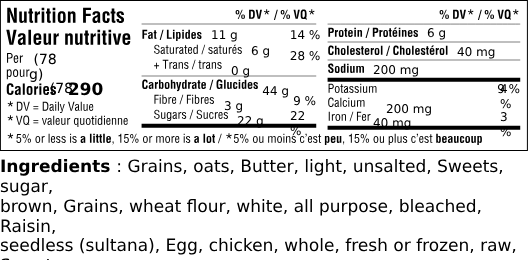 Nutrition Facts
Valeur nutritive
Per (78
pour g)
Calories 290
* DV = Daily Value
* VQ = valeur quotidienne
% DV* / % VQ*
Fat / Lipides 11 g 14 %
Saturated / saturés 6 g
+ Trans / trans 0 g 28 %
Carbohydrate / Glucides 44 g
Fibre / Fibres 3 g 9 %
Sugars / Sucres 22 g 22 %
% DV* / % VQ*
Protein / Protéines 6 g
Cholesterol / Cholestérol 40 mg
Sodium 200 mg
Potassium 4%
Calcium 200 mg %
Iron / Fer 40 mg 3 %
*5% or less is a little, 15% or more is a lot / *5% ou moins c'est peu, 15% ou plus c'est beaucoup
Ingredients : Grains, oats, Butter, light, unsalted, Sweets,
sugar,
brown, Grains, wheat flour, white, all purpose, bleached,
Raisin,
seedless (sultana), Egg, chicken, whole, fresh or frozen, raw,